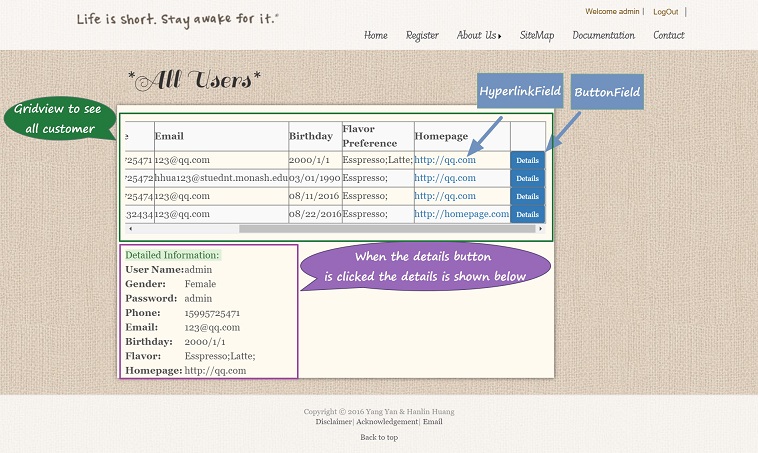 Life is short. Stay awake for it.®
Welcome admin | LogOut |
Home Register About Us SiteMap Documentation Contact
*All Users*
HyperlinkField ButtonField
Gridview to see
all customer
e Email Birthday Flavor Preference Homepage
725471 123@qq.com 2000/1/1 Esspresso;Latte; http://qq.com Details
725472 hhua123@stuednt.monash.edu 03/01/1990 Esspresso; http://qq.com Details
725474 123@qq.com 08/11/2016 Esspresso; http://qq.com Details
32434 123@qq.com 08/22/2016 Esspresso; http://homepage.com Details
Detailed Information:
When the details button
is clicked the details is shown below
User Name: admin
Gender: Female
Password: admin
Phone: 15995725471
Email: 123@qq.com
Birthday: 2000/1/1
Flavor: Esspresso;Latte;
Homepage: http://qq.com
Copyright © 2016 Yang Yan & Hanlin Huang
Disclaimer| Acknowledgement| Email
Back to top